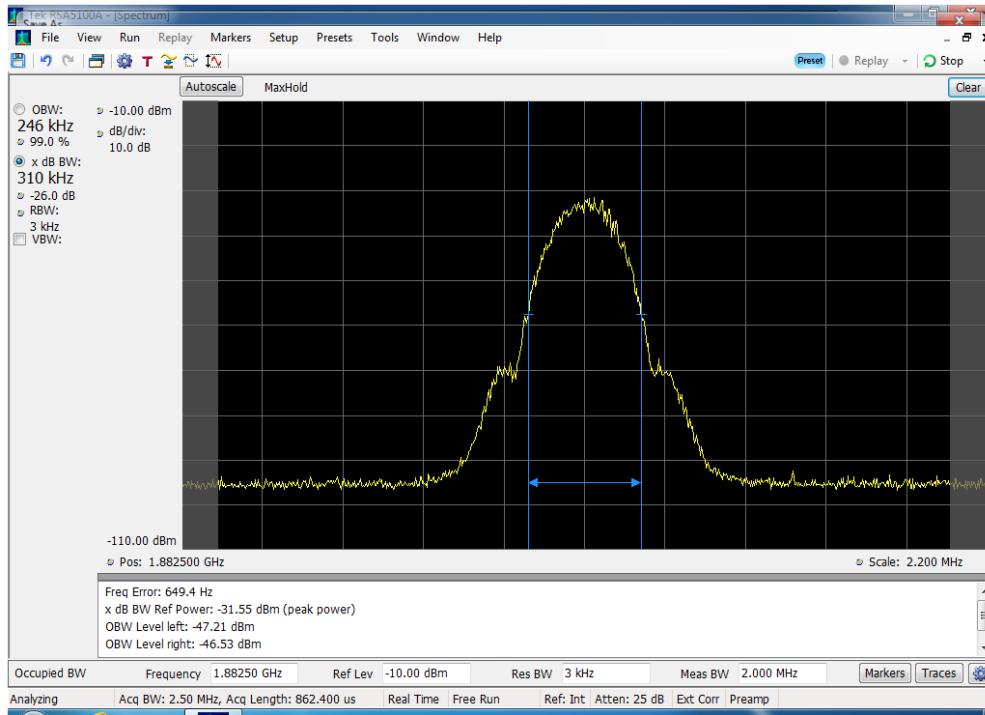 Tek RSA5100A - [Spectrum]
Save As
File View Run Replay Markers Setup Presets Tools Window Help
Preset Replay Stop
Autoscale MaxHold Clear
OBW:
246 kHz
99.0 %
x dB BW:
310 kHz
-26.0 dB
RBW:
3 kHz
VBW:
-10.00 dBm
dB/div:
10.0 dB
-110.00 dBm
Pos: 1.882500 GHz Scale: 2.200 MHz
Freq Error: 649.4 Hz
x dB BW Ref Power: -31.55 dBm (peak power)
OBW Level left: -47.21 dBm
OBW Level right: -46.53 dBm
Occupied BW Frequency 1.88250 GHz Ref Lev -10.00 dBm Res BW 3 kHz Meas BW 2.000 MHz Markers Traces
Analyzing Acq BW: 2.50 MHz, Acq Length: 862.400 us Real Time Free Run Ref: Int Atten: 25 dB Ext Corr Preamp